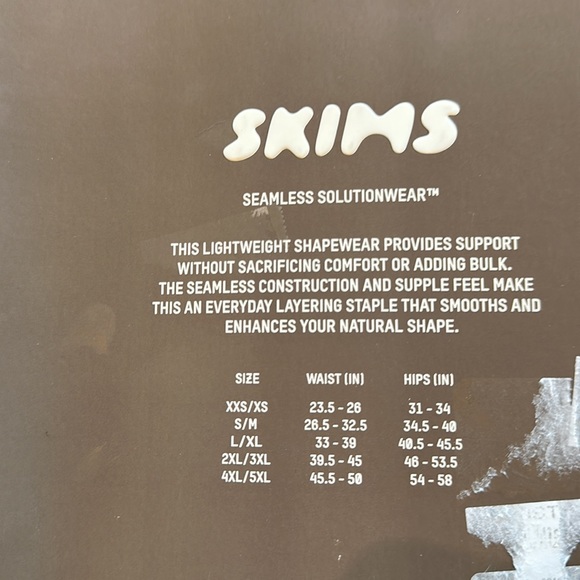 SKIMS
SEAMLESS SOLUTIONWEAR™
THIS LIGHTWEIGHT SHAPEWEAR PROVIDES SUPPORT
WITHOUT SACRIFICING COMFORT OR ADDING BULK.
THE SEAMLESS CONSTRUCTION AND SUPPLE FEEL MAKE
THIS AN EVERYDAY LAYERING STAPLE THAT SMOOTHS AND
ENHANCES YOUR NATURAL SHAPE.
SIZE WAIST (IN) HIPS (IN)
XXS/XS 23.5 - 26 31 - 34
S/M 26.5 - 32.5 34.5 - 40
L/XL 33 - 39 40.5 - 45.5
2XL/3XL 39.5 - 45 46 - 53.5
4XL/5XL 45.5 - 50 54 - 58